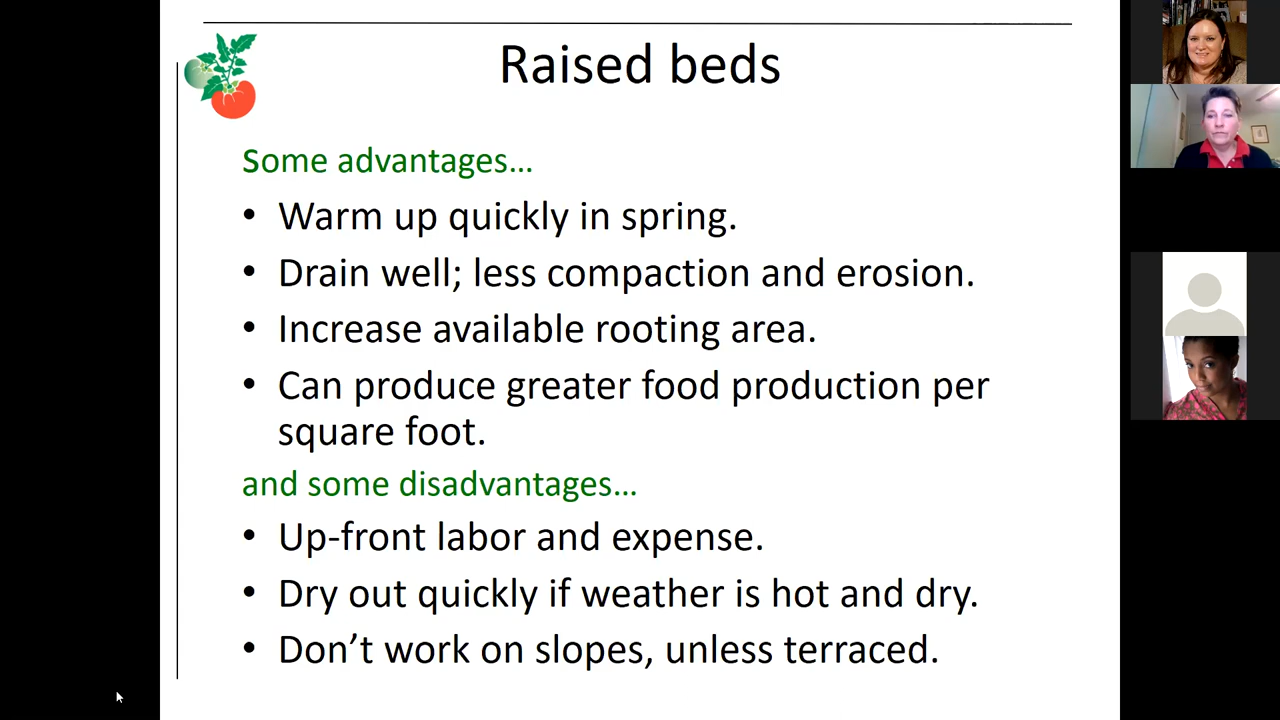 Raised beds
some advantages...
• Warm up quickly in spring.
• Drain well; less compaction and erosion.
• Increase available rooting area.
• Can produce greater food production per
square foot.
and some disadvantages...
• Up-front labor and expense.
• Dry out quickly if weather is hot and dry.
• Don’t work on slopes, unless terraced.